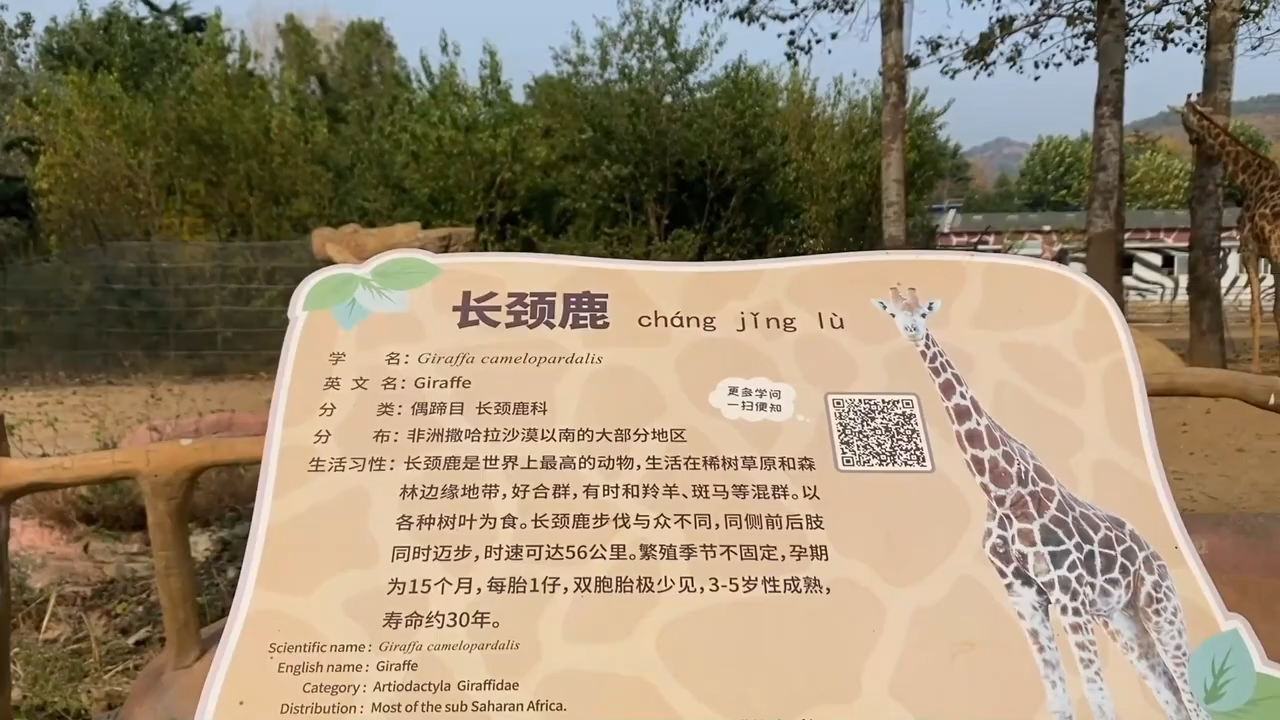 长颈鹿 cháng jǐng lù
学 名：Giraffa camelopardalis
英文名：Giraffe
更多学问
一扫便知
分 类：偶蹄目 长颈鹿科
分 布：非洲撒哈拉沙漠以南的大部分地区
生活习性：长颈鹿是世界上最高的动物，生活在稀树草原和森
林边缘地带，好合群，有时和羚羊、斑马等混群。以
各种树叶为食。长颈鹿步伐与众不同，同侧前后肢
同时迈步，时速可达56公里。繁殖季节不固定，孕期
为15个月，每胎1仔，双胞胎极少见，3-5岁性成熟，
寿命约30年。
Scientific name : Giraffa camelopardalis
English name : Giraffe
Category : Artiodactyla Giraffidae
Distribution : Most of the sub Saharan Africa.